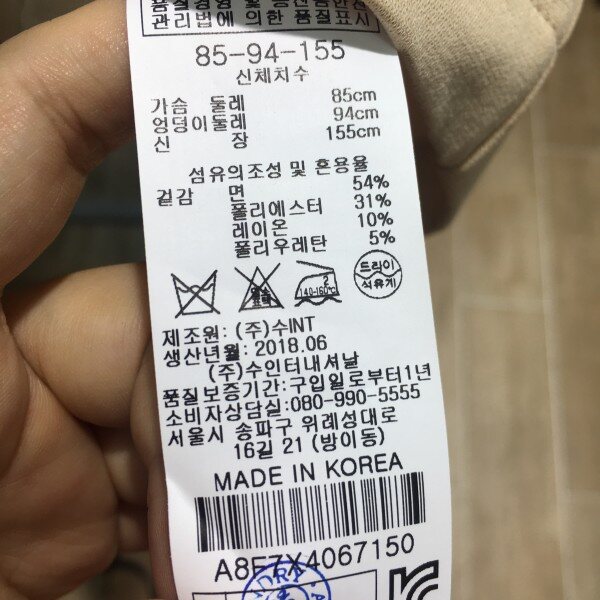 관리법에 의한 품질표시
85-94-155
신체치수
가슴 둘레 85cm
엉덩이둘레 94cm
신 장 155cm
섬유의조성 및 혼용율
겉감 면 54%
폴리에스터 31%
레이온 10%
폴리우레탄 5%
2
140-160℃
드라이
석유계
제조원: (주)수INT
생산년월: 2018.06
(주)수인터내셔날
품질보증기간:구입일로부터1년
소비자상담실:080-990-5555
서울시 송파구 위례성대로
16길 21 (방이동)
MADE IN KOREA
A8F7X4067150